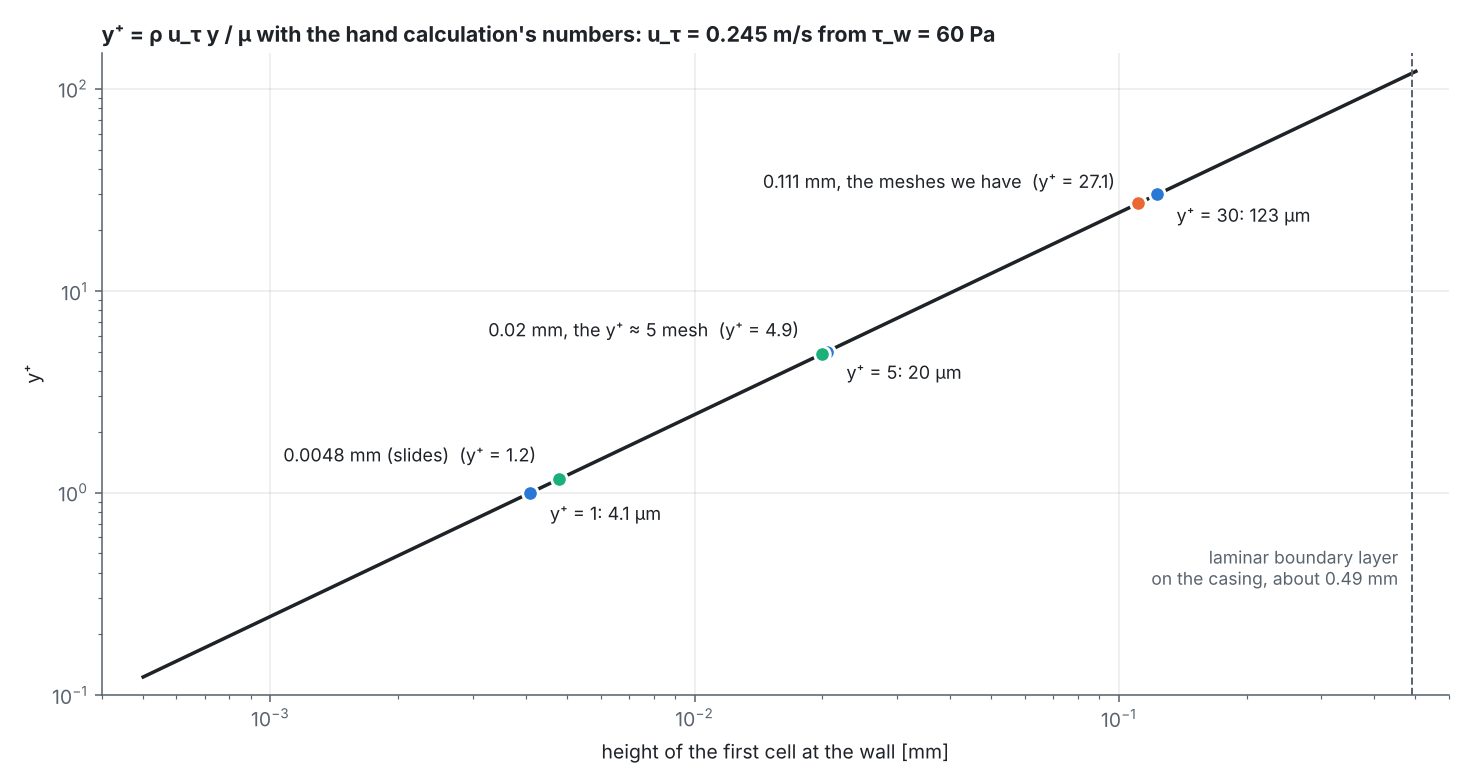 y⁺ = ρ u_τ y / μ with the hand calculation's numbers: u_τ = 0.245 m/s from τ_w = 60 Pa
10²
0.111 mm, the meshes we have (y⁺ = 27.1)
y⁺ = 30: 123 μm
10¹
0.02 mm, the y⁺ ≈ 5 mesh (y⁺ = 4.9)
y⁺
y⁺ = 5: 20 μm
0.0048 mm (slides) (y⁺ = 1.2)
10⁰
y⁺ = 1: 4.1 μm
laminar boundary layer
on the casing, about 0.49 mm
10⁻¹
10⁻³
10⁻²
10⁻¹
height of the first cell at the wall [mm]